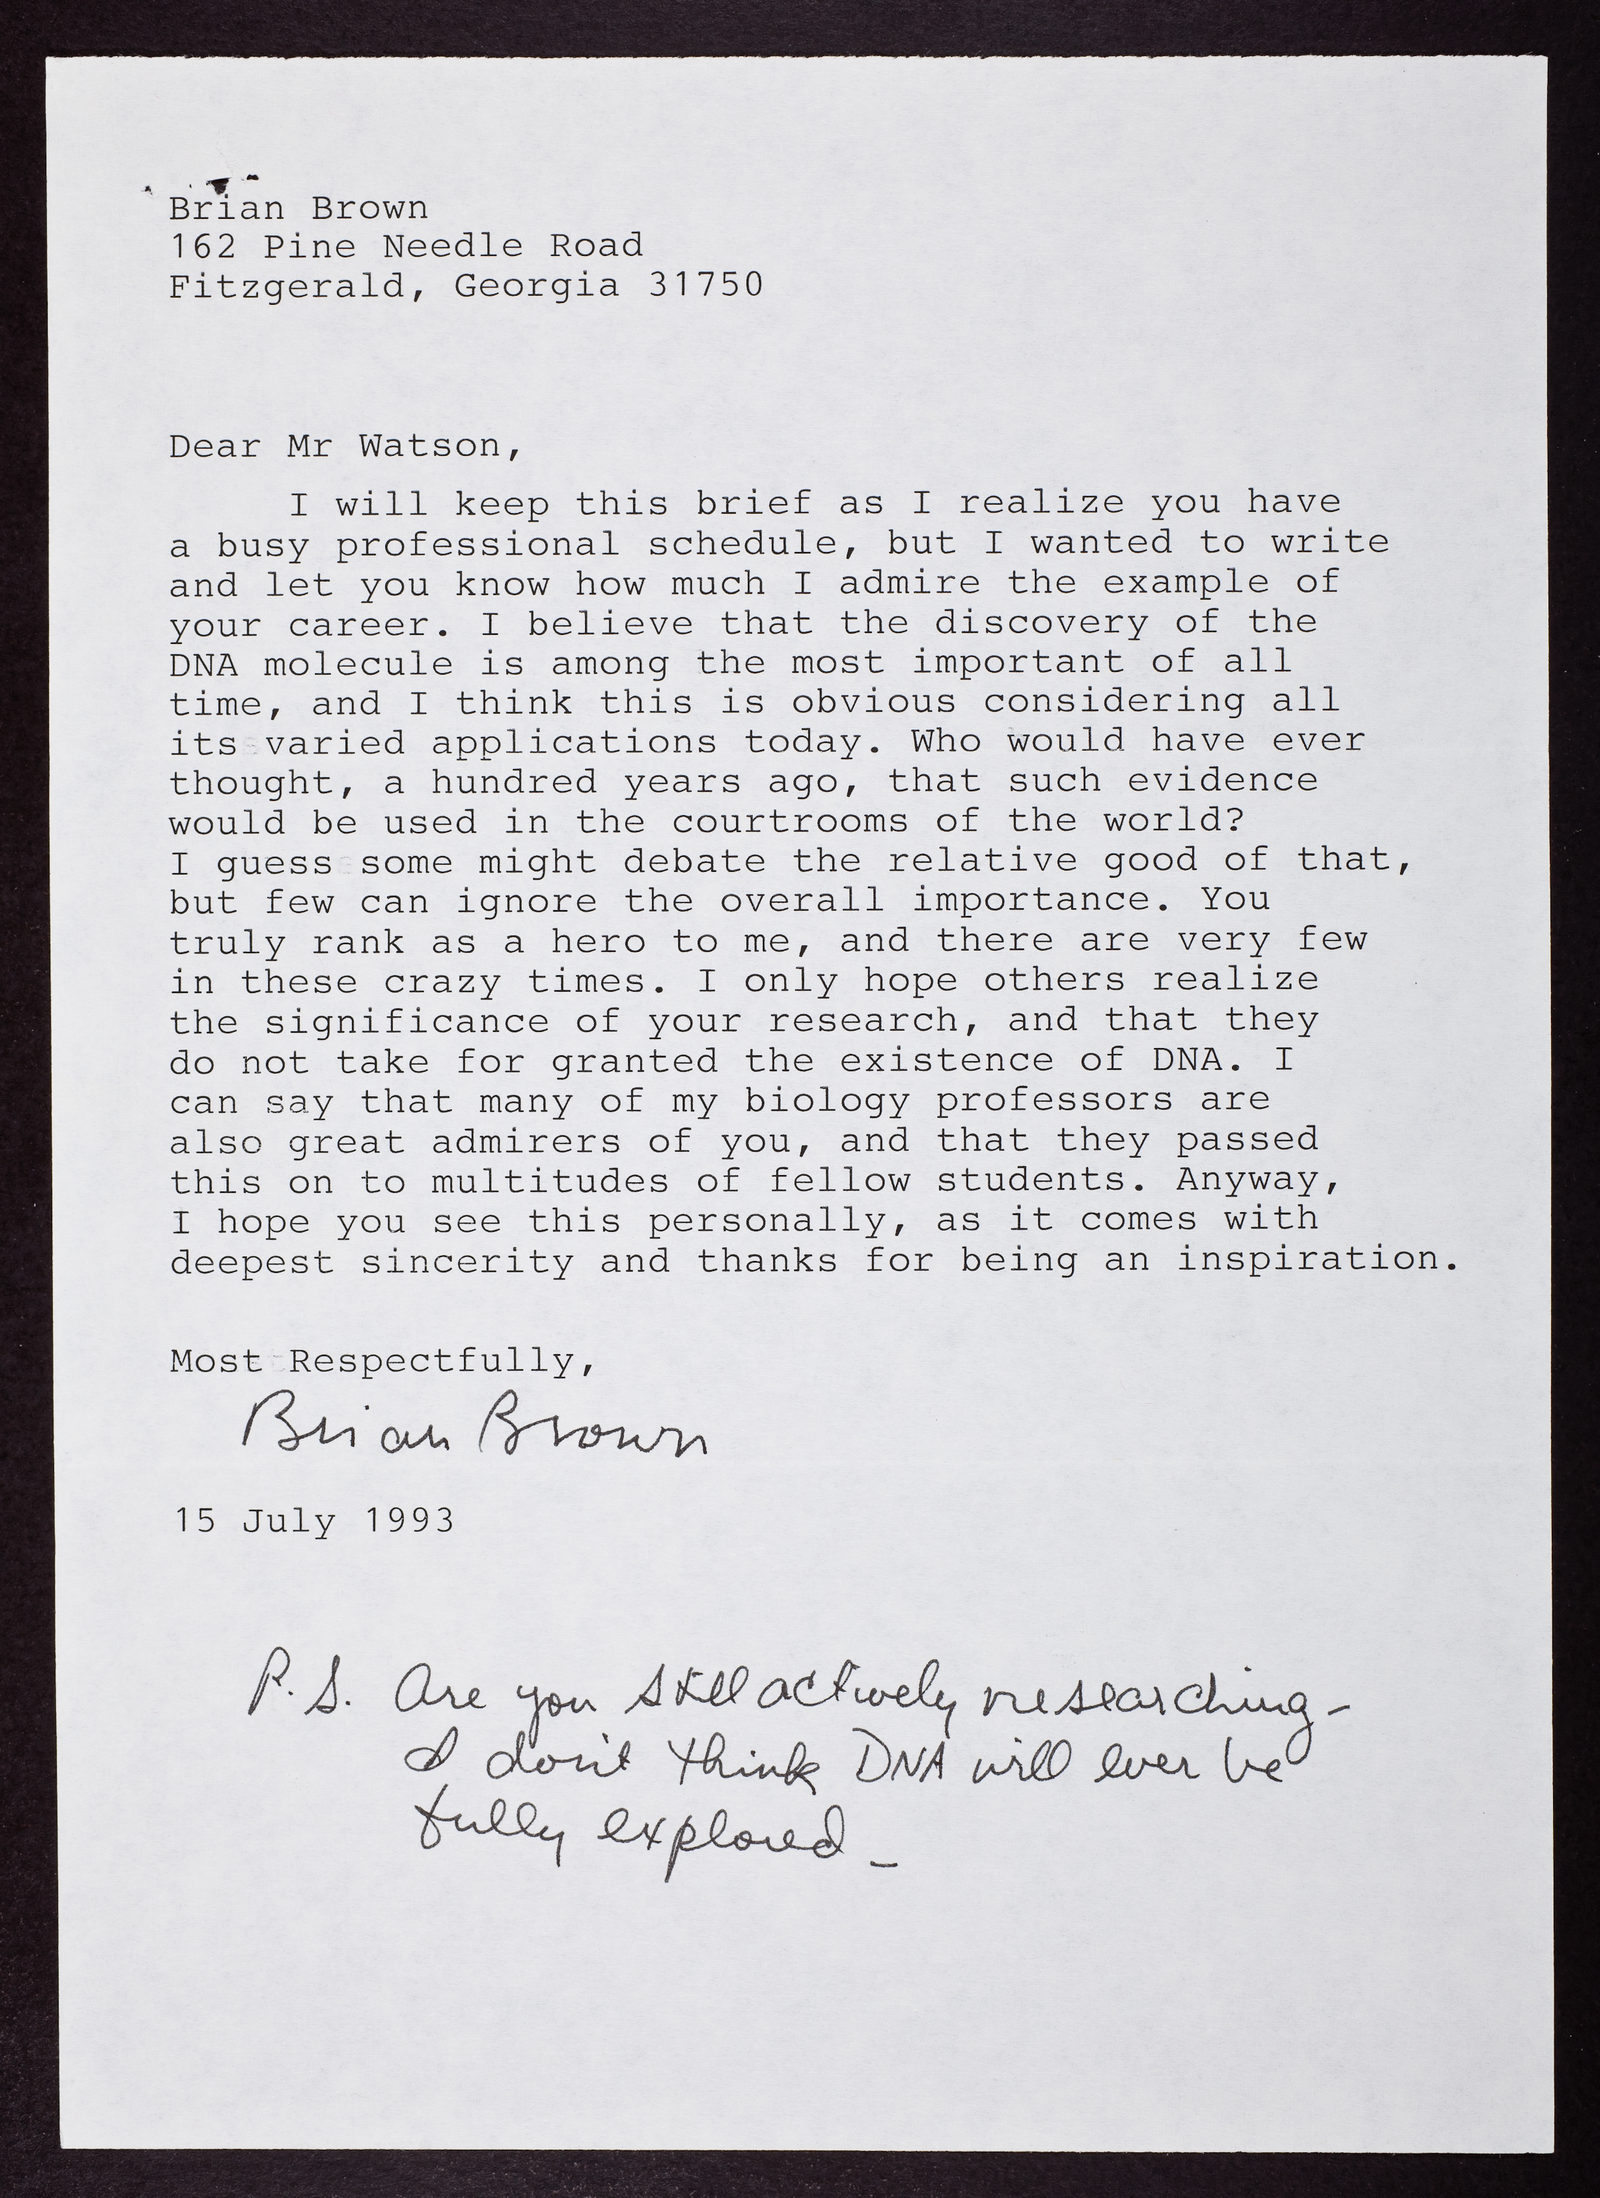 Brian Brown
162 Pine Needle Road
Fitzgerald, Georgia 31750
Dear Mr Watson,
I will keep this brief as I realize you have
a busy professional schedule, but I wanted to write
and let you know how much I admire the example of
your career. I believe that the discovery of the
DNA molecule is among the most important of all
time, and I think this is obvious considering all
its varied applications today. Who would have ever
thought, a hundred years ago, that such evidence
would be used in the courtrooms of the world?
I guess some might debate the relative good of that,
but few can ignore the overall importance. You
truly rank as a hero to me, and there are very few
in these crazy times. I only hope others realize
the significance of your research, and that they
do not take for granted the existence of DNA. I
can say that many of my biology professors are
also great admirers of you, and that they passed
this on to multitudes of fellow students. Anyway,
I hope you see this personally, as it comes with
deepest sincerity and thanks for being an inspiration.
Most Respectfully,
Brian Brown
15 July 1993
P.S. Are you still actively researching-
I don't think DNA will ever be
fully explored_